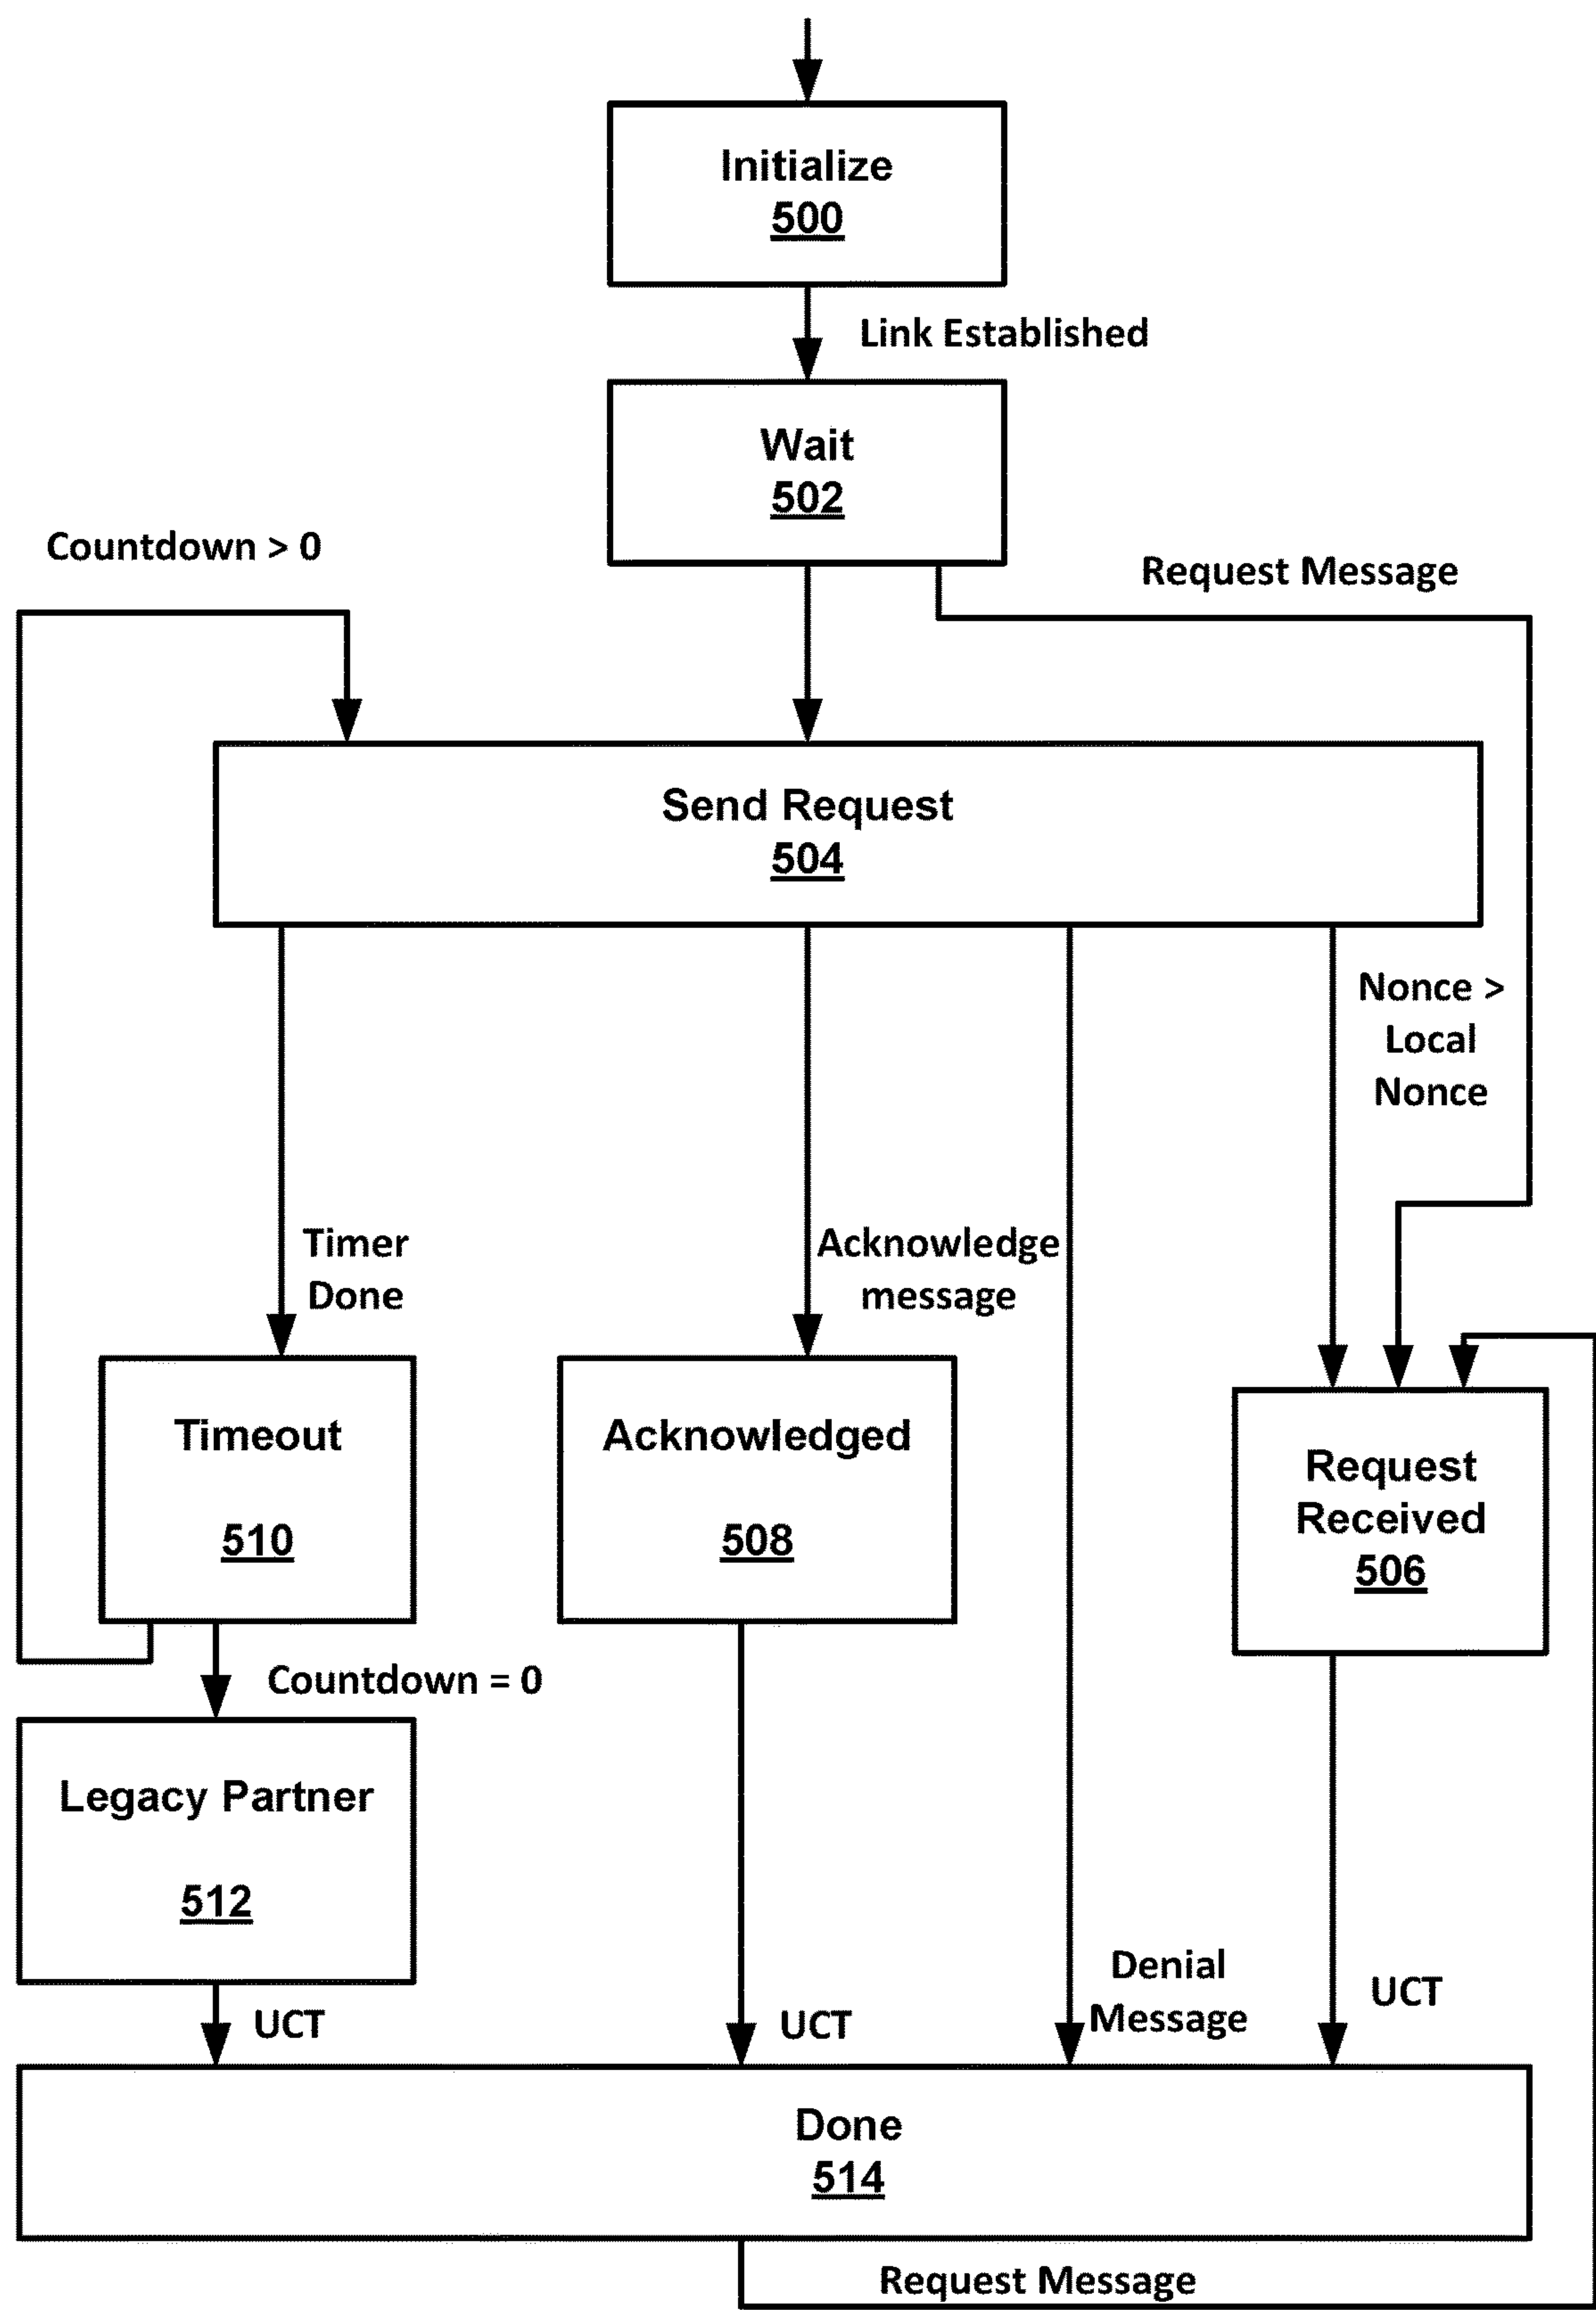 Initialize
500
Link Established
Wait
502
Countdown > 0
Request Message
Send Request
504
Nonce >
Local
Nonce
Timer
Done
Acknowledge
message
Timeout
510
Acknowledged
508
Request
Received
506
Countdown = 0
Legacy Partner
512
UCT
UCT
Denial
Message
UCT
Done
514
Request Message